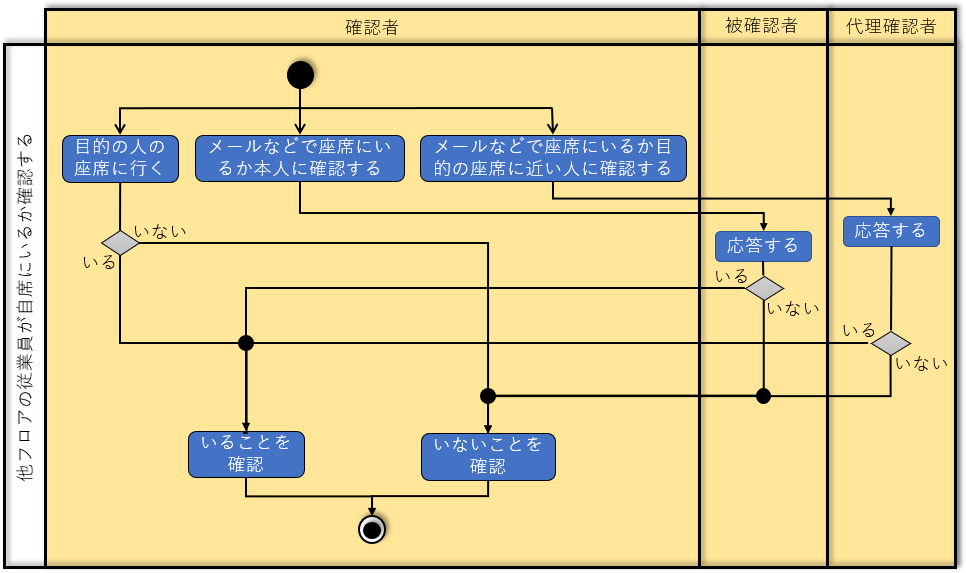 確認者
被確認者
代理確認者
他フロアの従業員が自席にいるか確認する
目的の人の
座席に行く
メールなどで座席にい
るか本人に確認する
メールなどで座席にいるか目
的の座席に近い人に確認する
応答する
応答する
いない
いる
いる
いない
いる
いない
いることを
確認
いないことを
確認